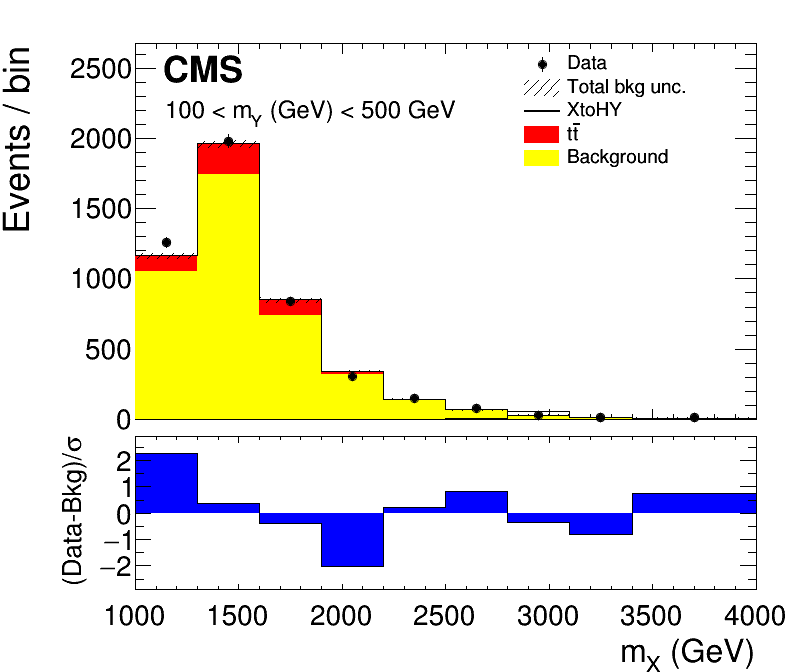 Events / bin
2500
2000
1500
1000
500
0
CMS
100 < m_Y (GeV) < 500 GeV
Data
Total bkg unc.
XtoHY
tt̄
Background
(Data-Bkg)/σ
2
1
0
−1
−2
1000 1500 2000 2500 3000 3500 4000
m_X (GeV)